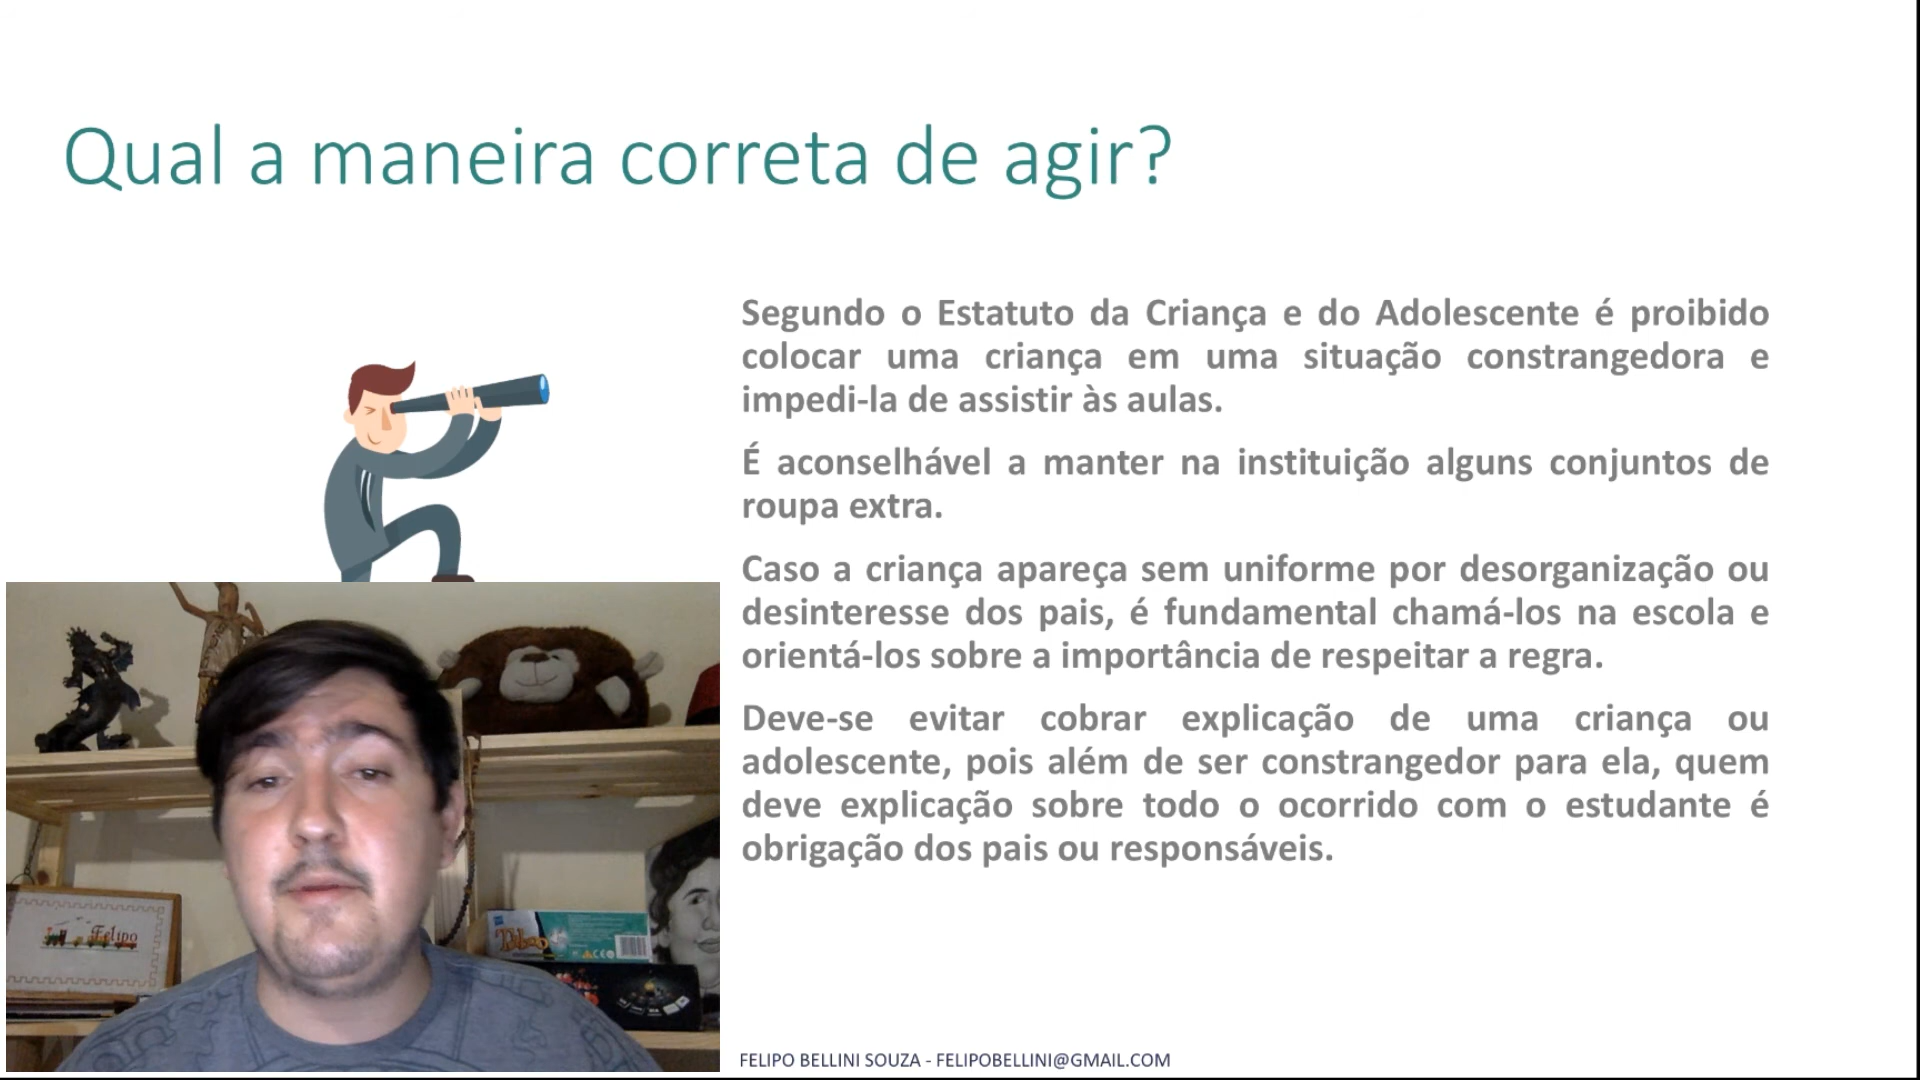 Qual a maneira correta de agir?
Segundo o Estatuto da Criança e do Adolescente é proibido
colocar uma criança em uma situação constrangedora e
impedi-la de assistir às aulas.
É aconselhável a manter na instituição alguns conjuntos de
roupa extra.
Caso a criança apareça sem uniforme por desorganização ou
desinteresse dos pais, é fundamental chamá-los na escola e
orientá-los sobre a importância de respeitar a regra.
Deve-se evitar cobrar explicação de uma criança ou
adolescente, pois além de ser constrangedor para ela, quem
deve explicação sobre todo o ocorrido com o estudante é
obrigação dos pais ou responsáveis.
Felipo
FELIPO BELLINI SOUZA - FELIPOBELLINI@GMAIL.COM